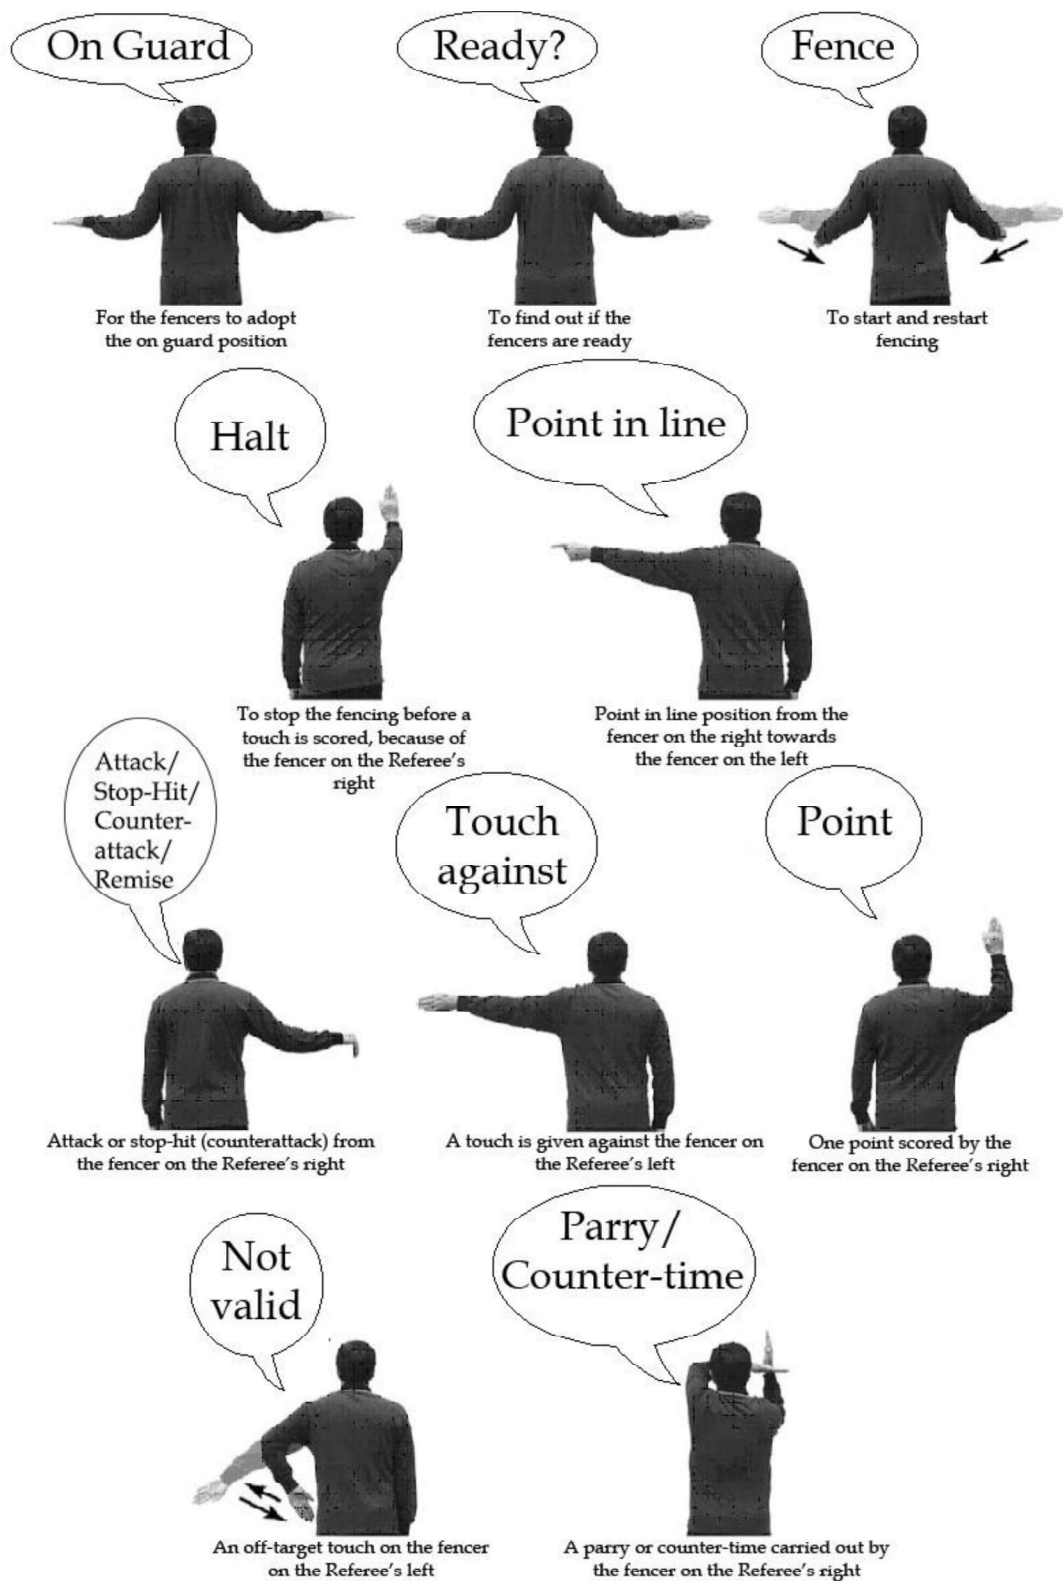 On Guard
Ready?
Fence
For the fencers to adopt
the on guard position
To find out if the
fencers are ready
To start and restart
fencing
Halt
Point in line
To stop the fencing before a
touch is scored, because of
the fencer on the Referee's
right
Point in line position from the
fencer on the right towards
the fencer on the left
Attack/
Stop-Hit/
Counter-
attack/
Remise
Touch
against
Point
Attack or stop-hit (counterattack) from
the fencer on the Referee's right
A touch is given against the fencer on
the Referee's left
One point scored by the
fencer on the Referee's right
Not
valid
Parry/
Counter-time
An off-target touch on the fencer
on the Referee's left
A parry or counter-time carried out by
the fencer on the Referee's right